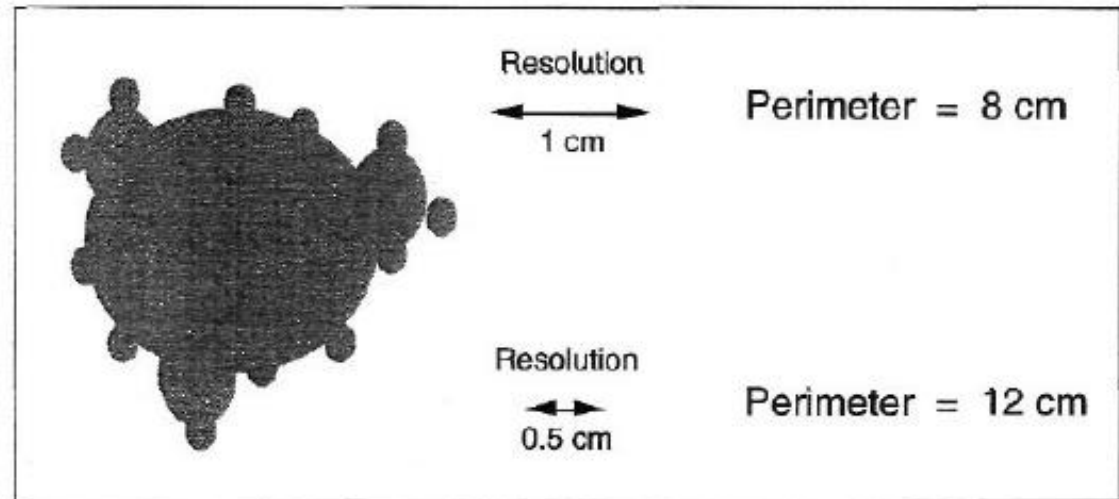 Resolution
1 cm
Perimeter = 8 cm
Resolution
0.5 cm
Perimeter = 12 cm